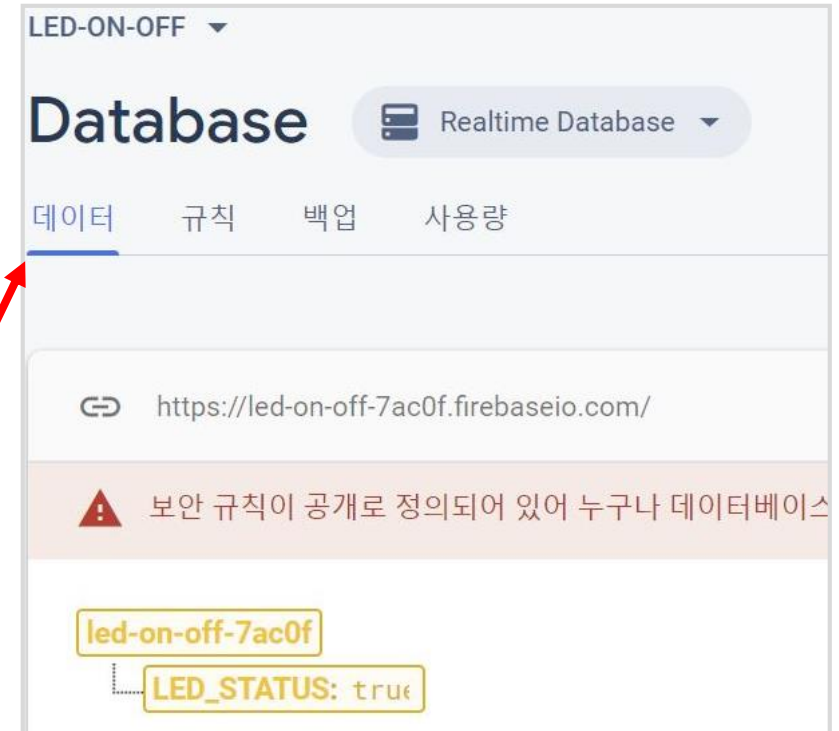 LED-ON-OFF
Database Realtime Database
데이터 규칙 백업 사용량
https://led-on-off-7ac0f.firebaseio.com/
보안 규칙이 공개로 정의되어 있어 누구나 데이터베이스
led-on-off-7ac0f
LED_STATUS: true